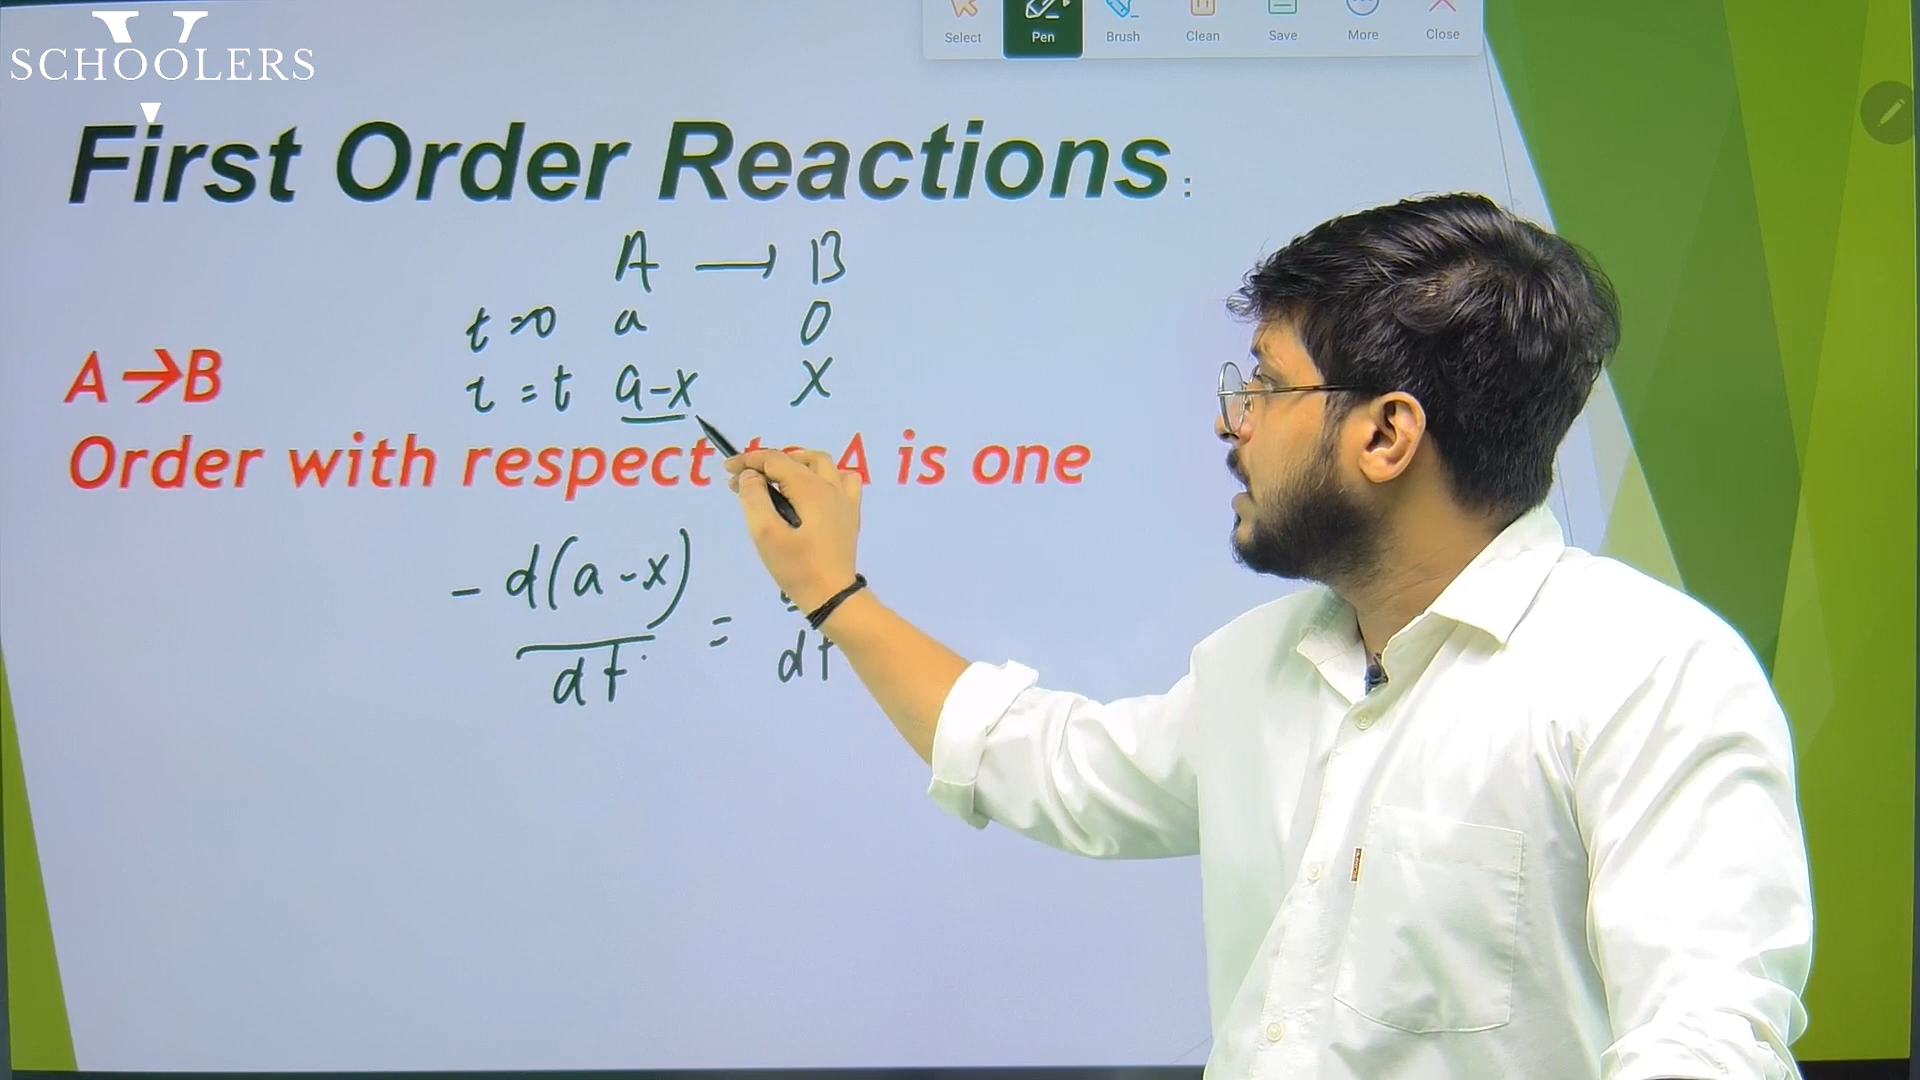 V
SCHOOLERS
Select Pen Brush Clean Save More Close
First Order Reactions :
A → B
t=0 a 0
t=t a-x x
A→B
Order with respect to A is one
- d(a-x)
= 
dt dt